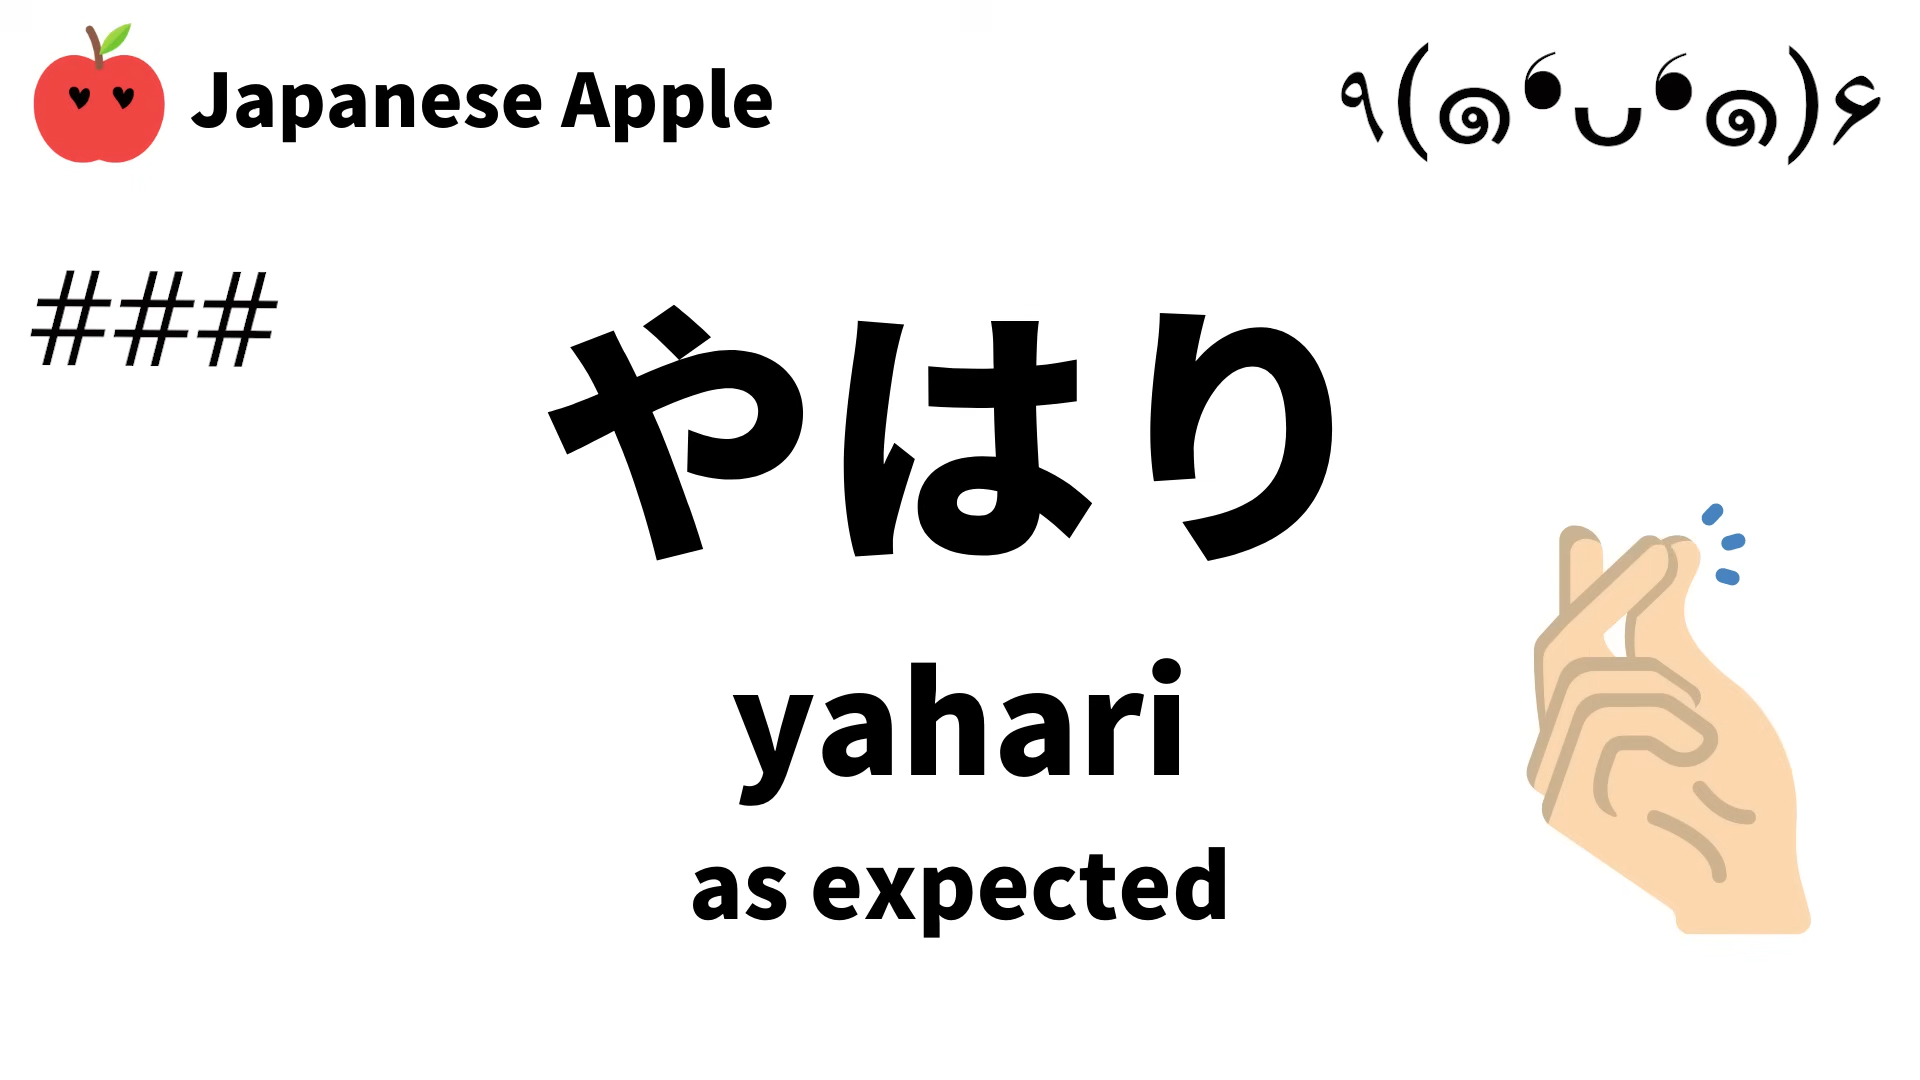 Japanese Apple
٩(๑❛ᴗ❛๑)۶
###
やはり
yahari
as expected